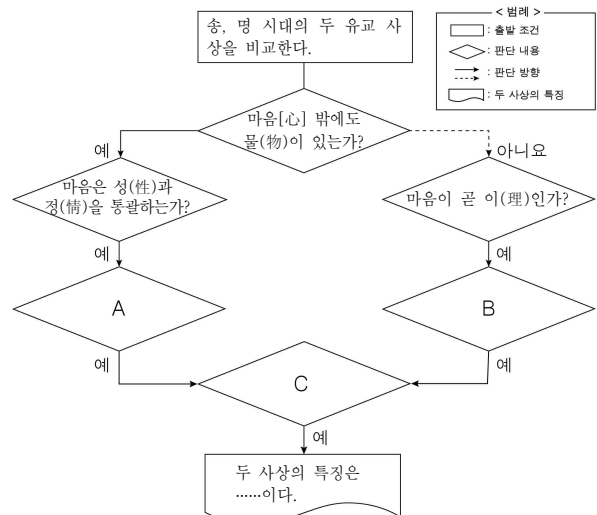 송, 명 시대의 두 유교 사
상을 비교한다.
< 범례 >
: 출발 조건
: 판단 내용
: 판단 방향
: 두 사상의 특징
마음[心] 밖에도
물(物)이 있는가?
예
아니요
마음은 성(性)과
정(情)을 통괄하는가?
마음이 곧 이(理)인가?
예
예
A
B
예
예
C
예
두 사상의 특징은
……이다.